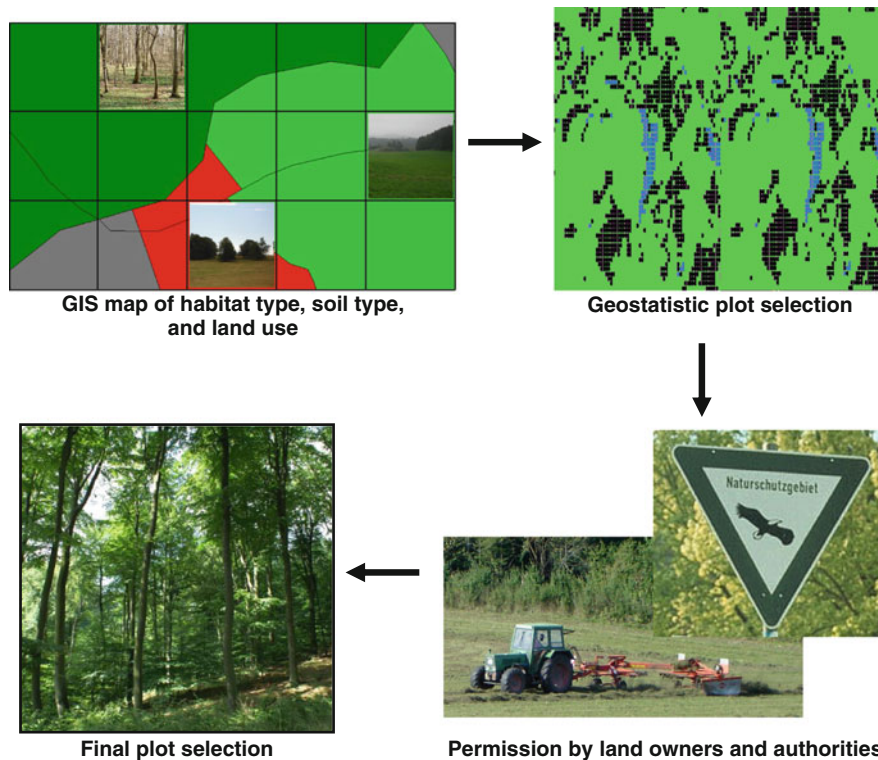 GIS map of habitat type, soil type,
and land use
Geostatistic plot selection
Naturschutzgebiet
Final plot selection
Permission by land owners and authorities